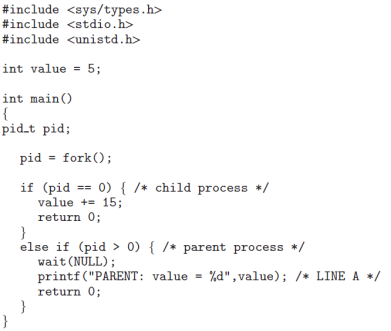 #include <sys/types.h>
#include <stdio.h>
#include <unistd.h>
int value = 5;
int main()
{
pid_t pid;
pid = fork();
if (pid == 0) { /* child process */
value += 15;
return 0;
}
else if (pid > 0) { /* parent process */
wait(NULL);
printf("PARENT: value = %d",value); /* LINE A */
return 0;
}
}